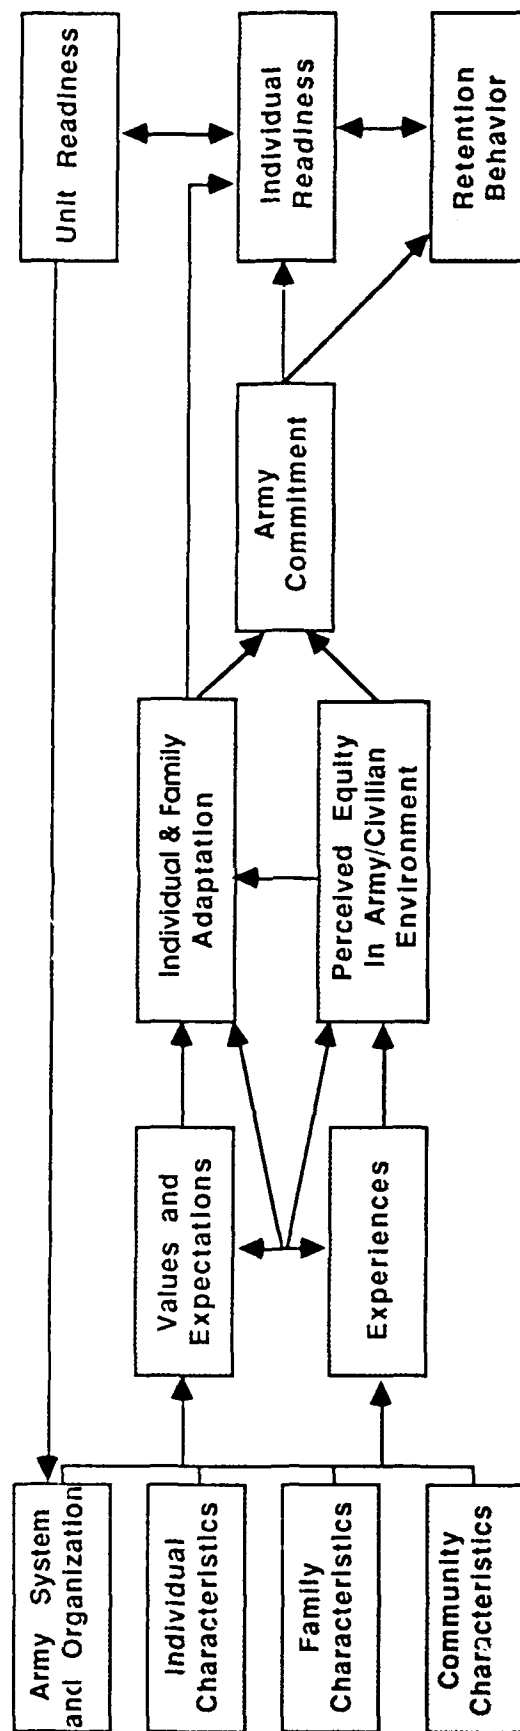 Army System
and Organization
Individual
Characteristics
Family
Characteristics
Community
Characteristics
Values and
Expectations
Experiences
Individual & Family
Adaptation
Perceived Equity
In Army/Civilian
Environment
Army
Commitment
Unit Readiness
Individual
Readiness
Retention
Behavior